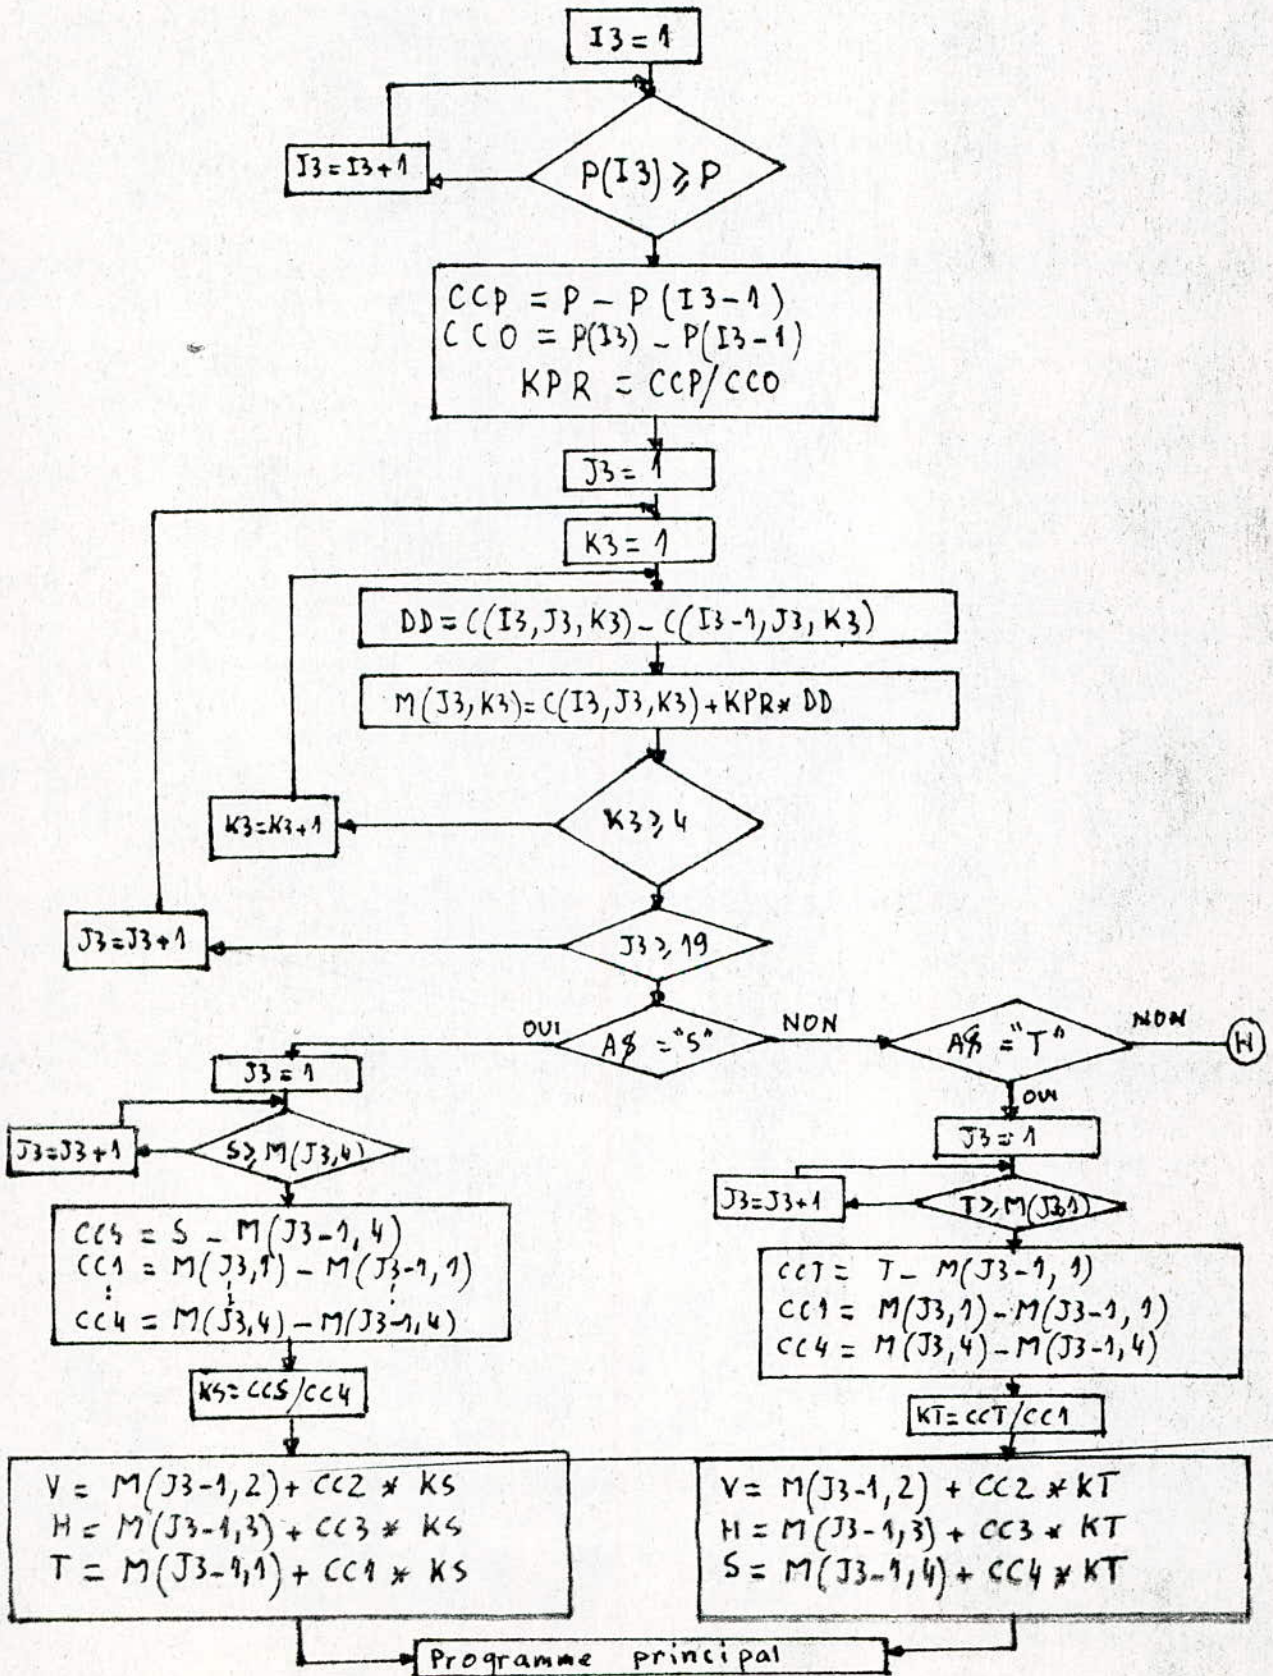 I3 = 1
I3 = I3 + 1
P(I3) ⩾ P
CCP = P - P(I3-1)
CCO = P(I3) - P(I3-1)
KPR = CCP/CCO
J3 = 1
K3 = 1
DD = C(I3,J3,K3) - C(I3-1,J3,K3)
M(J3,K3) = C(I3,J3,K3) + KPR * DD
K3=K3+1
K3 ⩾ 4
J3=J3+1
J3 ⩾ 19
OUI
A$ = "S"
NON
A$ = "T"
NON
H
OUI
J3 = 1
J3 = 1
J3=J3+1
S ⩾ M(J3,4)
J3=J3+1
T ⩾ M(J3,1)
CCS = S - M(J3-1,4)
CC1 = M(J3,1) - M(J3-1,1)
CC4 = M(J3,4) - M(J3-1,4)
CCT = T - M(J3-1,1)
CC1 = M(J3,1) - M(J3-1,1)
CC4 = M(J3,4) - M(J3-1,4)
KS=CCS/CC4
KT=CCT/CC1
V = M(J3-1,2) + CC2 * KS
H = M(J3-1,3) + CC3 * KS
T = M(J3-1,1) + CC1 * KS
V = M(J3-1,2) + CC2 * KT
H = M(J3-1,3) + CC3 * KT
S = M(J3-1,4) + CC4 * KT
Programme principal